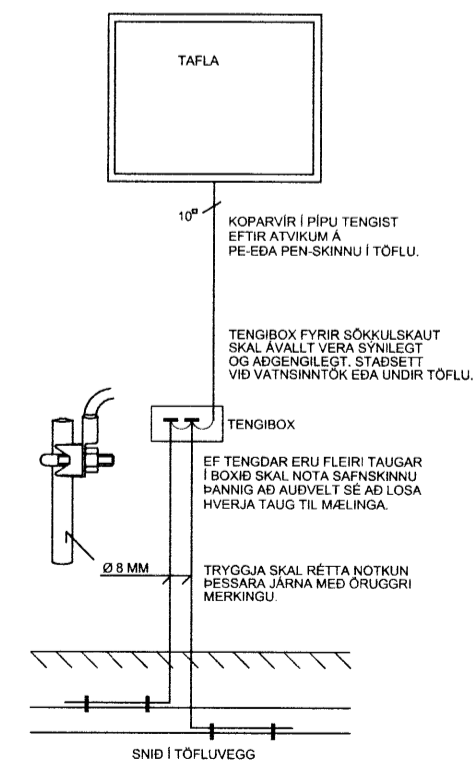 TAFLA
10□
KOPARVÍR Í PÍPU TENGIST
EFTIR ATVIKUM Á
PE-EÐA PEN-SKINNU Í TÖFLU.
TENGIBOX FYRIR SÖKKULSKAUT
SKAL ÁVALLT VERA SÝNILEGT
OG AÐGENGILEGT. STAÐSETT
VIÐ VATNSINNTÖK EÐA UNDIR TÖFLU.
TENGIBOX
EF TENGDAR ERU FLEIRI TAUGAR
Í BOXIÐ SKAL NOTA SAFNSKINNU
ÞANNIG AÐ AUÐVELT SÉ AÐ LOSA
HVERJA TAUG TIL MÆLINGA.
Ø 8 MM
TRYGGJA SKAL RÉTTA NOTKUN
ÞESSARA JÁRNA MEÐ ÖRUGGRI
MERKINGU.
SNIÐ Í TÖFLUVEGG